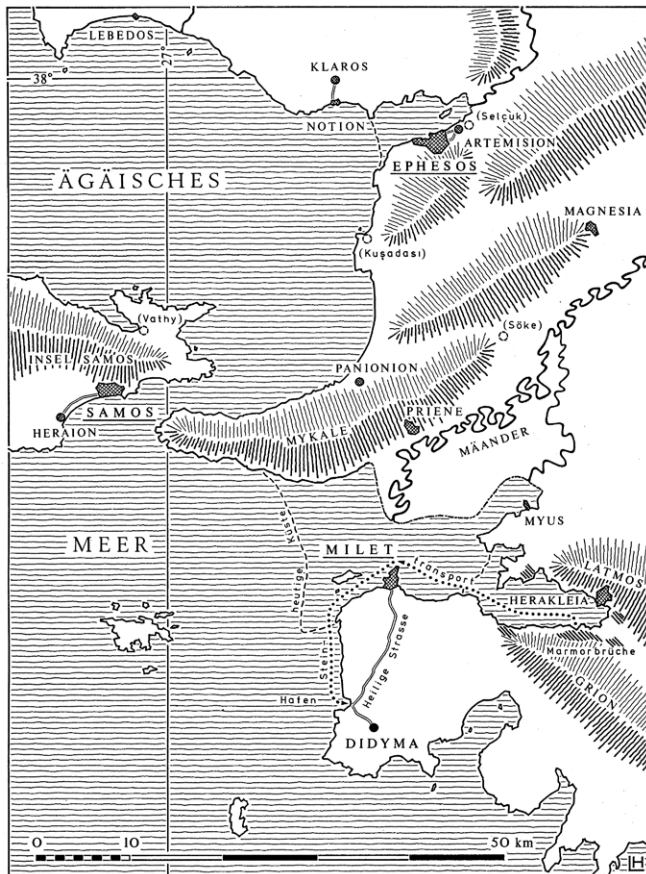 LEBEDOS
27°
38°
KLAROS
NOTION
(Selçuk)
ARTEMISION
EPHESOS
ÄGÄISCHES
MAGNESIA
(Kuşadası)
(Vathy)
(Söke)
INSEL SAMOS
PANIONION
SAMOS
PRIENE
HERAION
MYKALE
MÄANDER
MYUS
MEER
heutige Küste
MILET
Transport
LATMOS
HERAKLEIA
Stein-
Heilige Strasse
Marmorbrüche
GRION
Hafen
DIDYMA
0 10 50 km
LH